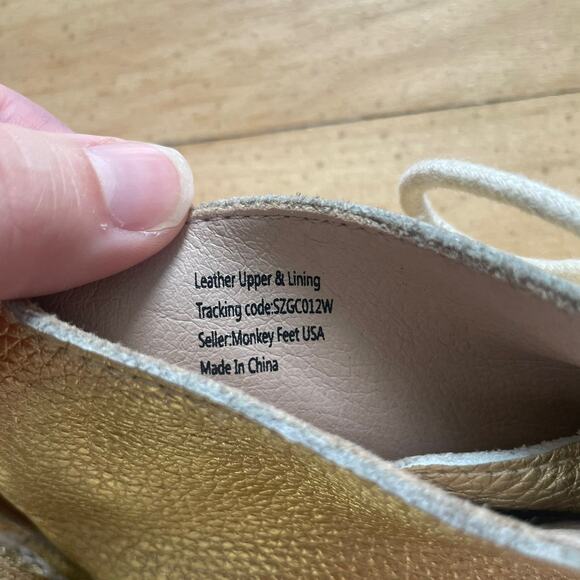 Leather Upper & Lining
Tracking code:SZGC012W
Seller:Monkey Feet USA
Made In China